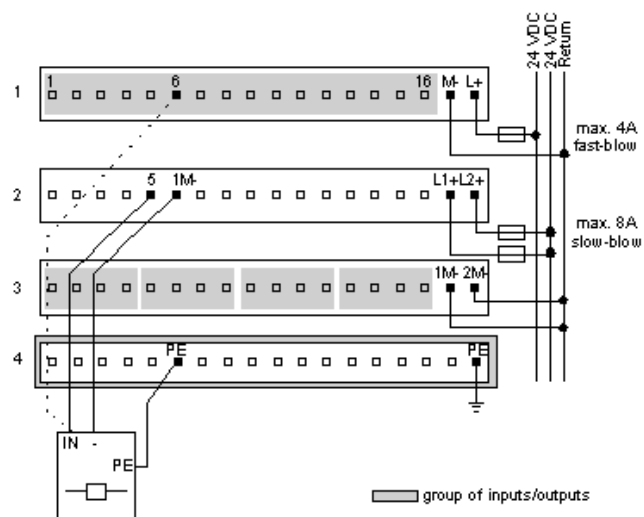 24 VDC
24 VDC
Return
1
1
6
16
M-
L+
max. 4A
fast-blow
2
5
1M-
L1+
L2+
max. 8A
slow-blow
3
1M-
2M-
4
PE
PE
IN
-
PE
group of inputs/outputs